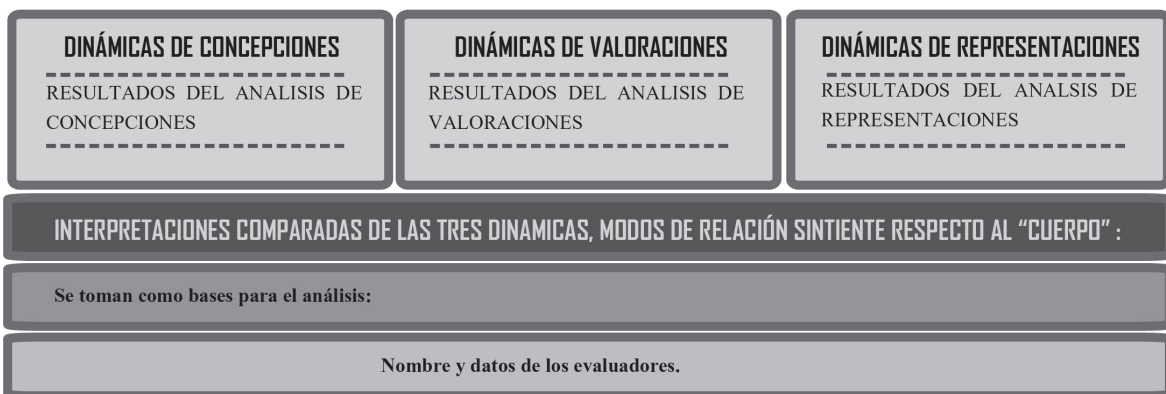 DINÁMICAS DE CONCEPCIONES
RESULTADOS DEL ANALISIS DE
CONCEPCIONES
DINÁMICAS DE VALORACIONES
RESULTADOS DEL ANALISIS DE
VALORACIONES
DINÁMICAS DE REPRESENTACIONES
RESULTADOS DEL ANALSIS DE
REPRESENTACIONES
INTERPRETACIONES COMPARADAS DE LAS TRES DINAMICAS, MODOS DE RELACIÓN SINTIENTE RESPECTO AL “CUERPO” :
Se toman como bases para el análisis:
Nombre y datos de los evaluadores.